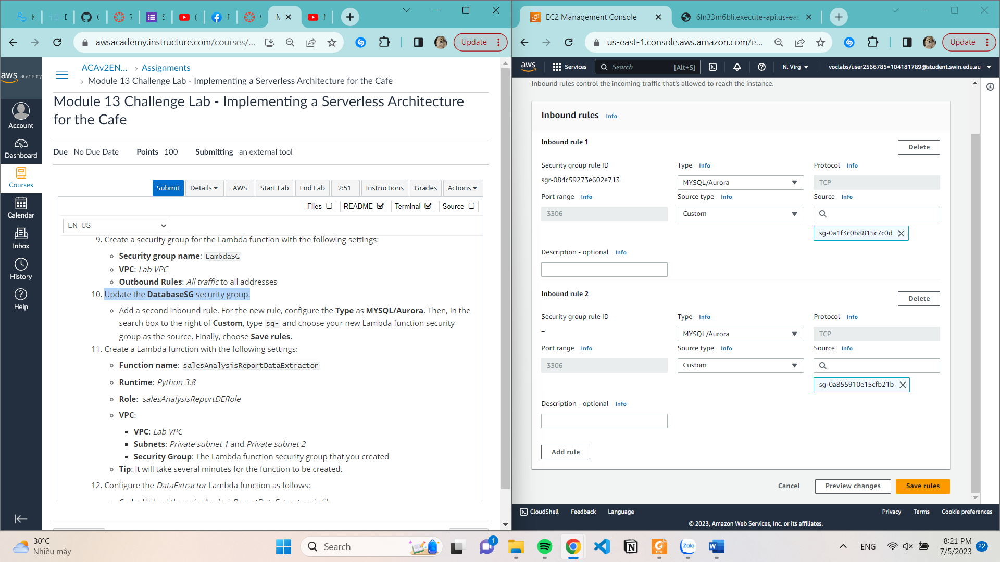 Update
awsacademy.instructure.com/courses/...
aws academy
Account
Dashboard
Courses
Calendar
Inbox
History
Help
ACAv2EN... › Assignments
› Module 13 Challenge Lab - Implementing a Serverless Architecture for the Cafe
Module 13 Challenge Lab - Implementing a Serverless Architecture
for the Cafe
Due No Due Date Points 100 Submitting an external tool
Submit Details AWS Start Lab End Lab 2:51 Instructions Grades Actions
Files README Terminal Source
EN_US
9. Create a security group for the Lambda function with the following settings:
Security group name: LambdaSG
VPC: Lab VPC
Outbound Rules: All traffic to all addresses
10. Update the DatabaseSG security group.
Add a second inbound rule. For the new rule, configure the Type as MYSQL/Aurora. Then, in the
search box to the right of Custom, type sg- and choose your new Lambda function security
group as the source. Finally, choose Save rules.
11. Create a Lambda function with the following settings:
Function name: salesAnalysisReportDataExtractor
Runtime: Python 3.8
Role: salesAnalysisReportDERole
VPC:
VPC: Lab VPC
Subnets: Private subnet 1 and Private subnet 2
Security Group: The Lambda function security group that you created
Tip: It will take several minutes for the function to be created.
12. Configure the DataExtractor Lambda function as follows:
EC2 Management Console
6ln33m6bli.execute-api.us-eas
us-east-1.console.aws.amazon.com/e...
Update
aws Services Search [Alt+S] N. Virg voclabs/user2566785=104181789@student.swin.edu.au
Inbound rules control the incoming traffic that's allowed to reach the instance.
Inbound rules Info
Inbound rule 1
Delete
Security group rule ID Type Info Protocol Info
sgr-084c59273e602e713 MYSQL/Aurora TCP
Port range Info Source type Info Source Info
3306 Custom
sg-0a1f3c0b8815c7c0d
Description - optional Info
Inbound rule 2
Delete
Security group rule ID Type Info Protocol Info
– MYSQL/Aurora TCP
Port range Info Source type Info Source Info
3306 Custom
sg-0a855910e15cfb21b
Description - optional Info
Add rule
Cancel Preview changes Save rules
CloudShell Feedback Language Privacy Terms Cookie preferences
© 2023, Amazon Web Services, Inc. or its affiliates.
30°C
Nhiều mây
Search
1
Zalo
ENG
8:21 PM
7/5/2023
22